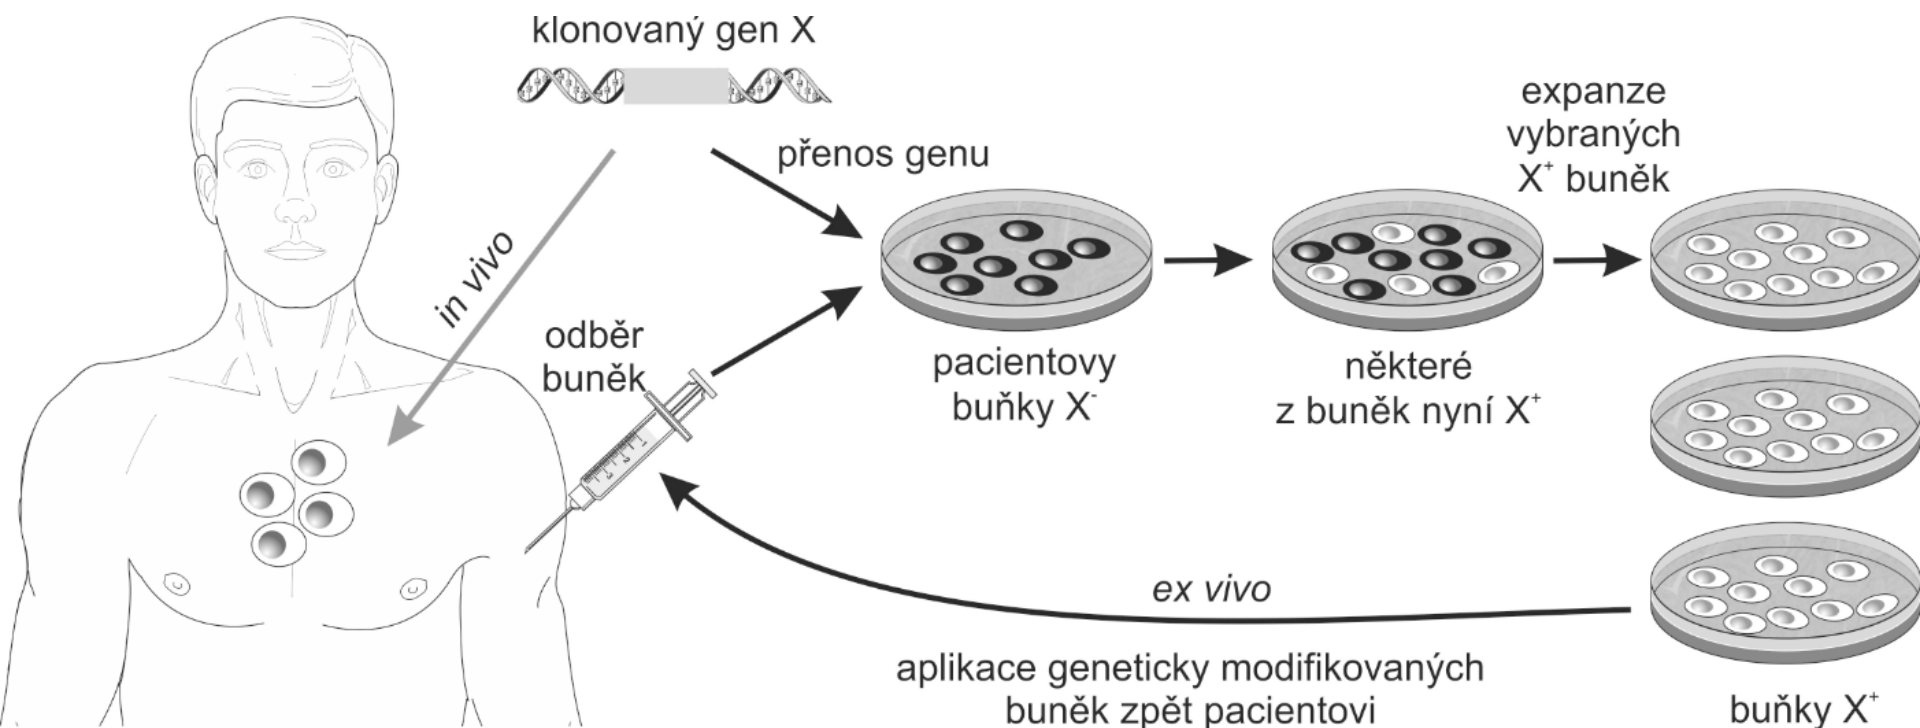 klonovaný gen X
přenos genu
in vivo
odběr
buněk
pacientovy
buňky X⁻
některé
z buněk nyní X⁺
expanze
vybraných
X⁺ buněk
ex vivo
aplikace geneticky modifikovaných
buněk zpět pacientovi
buňky X⁺